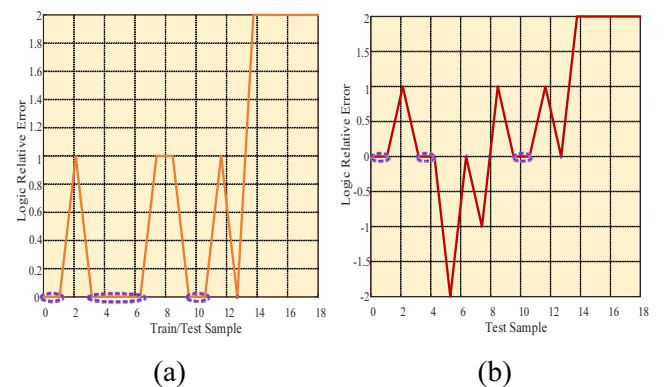 2
1.8
1.6
1.4
1.2
1
0.8
0.6
0.4
0.2
0
Logic Relative Error
0 2 4 6 8 10 12 14 16 18
Train/Test Sample
(a)
2
1.5
1
0.5
0
-0.5
-1
-1.5
-2
Logic Relative Error
0 2 4 6 8 10 12 14 16 18
Test Sample
(b)